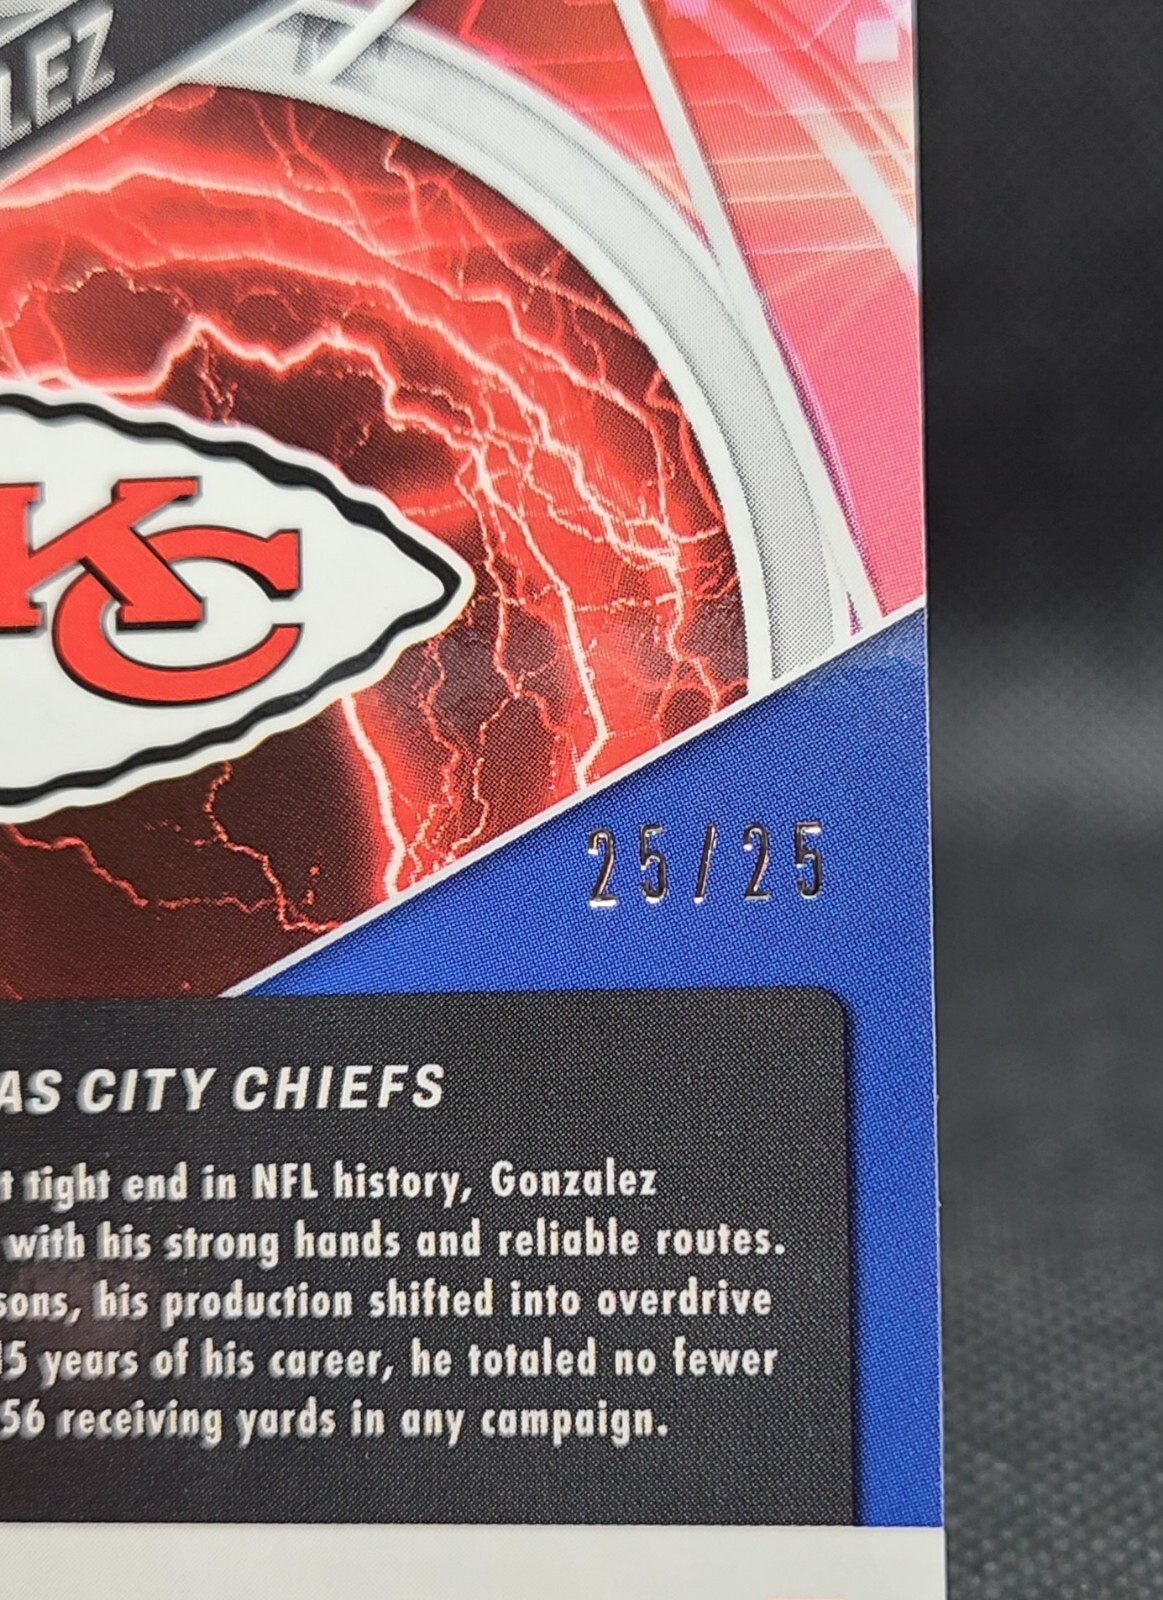 LEZ
KC
25/25
AS CITY CHIEFS
t tight end in NFL history, Gonzalez
with his strong hands and reliable routes.
sons, his production shifted into overdrive
15 years of his career, he totaled no fewer
56 receiving yards in any campaign.